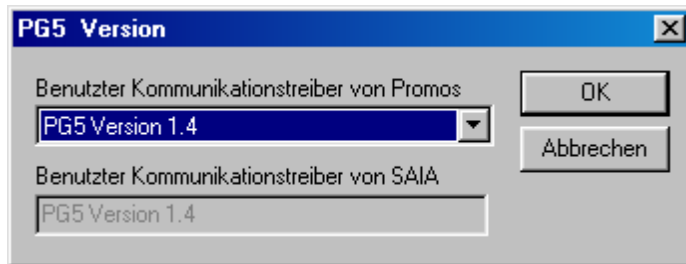 PG5 Version
Benutzter Kommunikationstreiber von Promos
PG5 Version 1.4
OK
Abbrechen
Benutzter Kommunikationstreiber von SAIA
PG5 Version 1.4